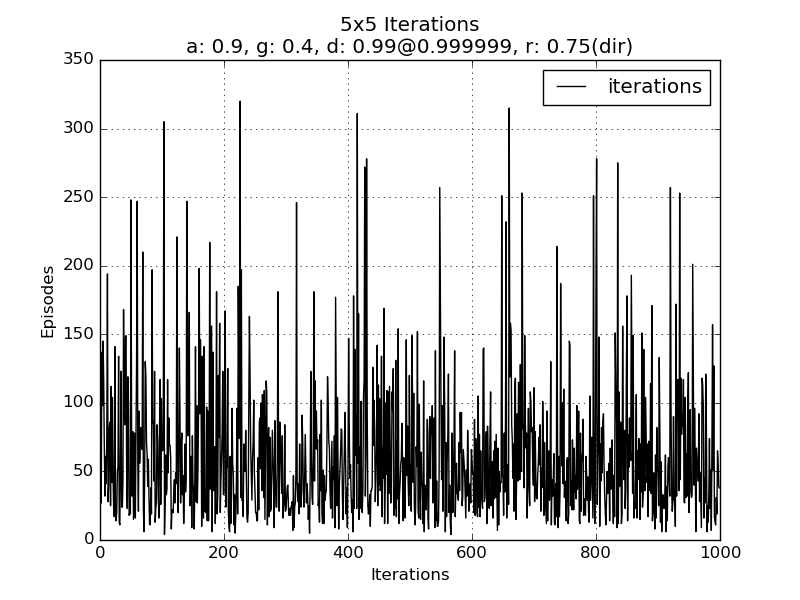 5x5 Iterations
a: 0.9, g: 0.4, d: 0.99@0.999999, r: 0.75(dir)
350
300
250
200
150
100
50
0
Episodes
iterations
0 200 400 600 800 1000
Iterations